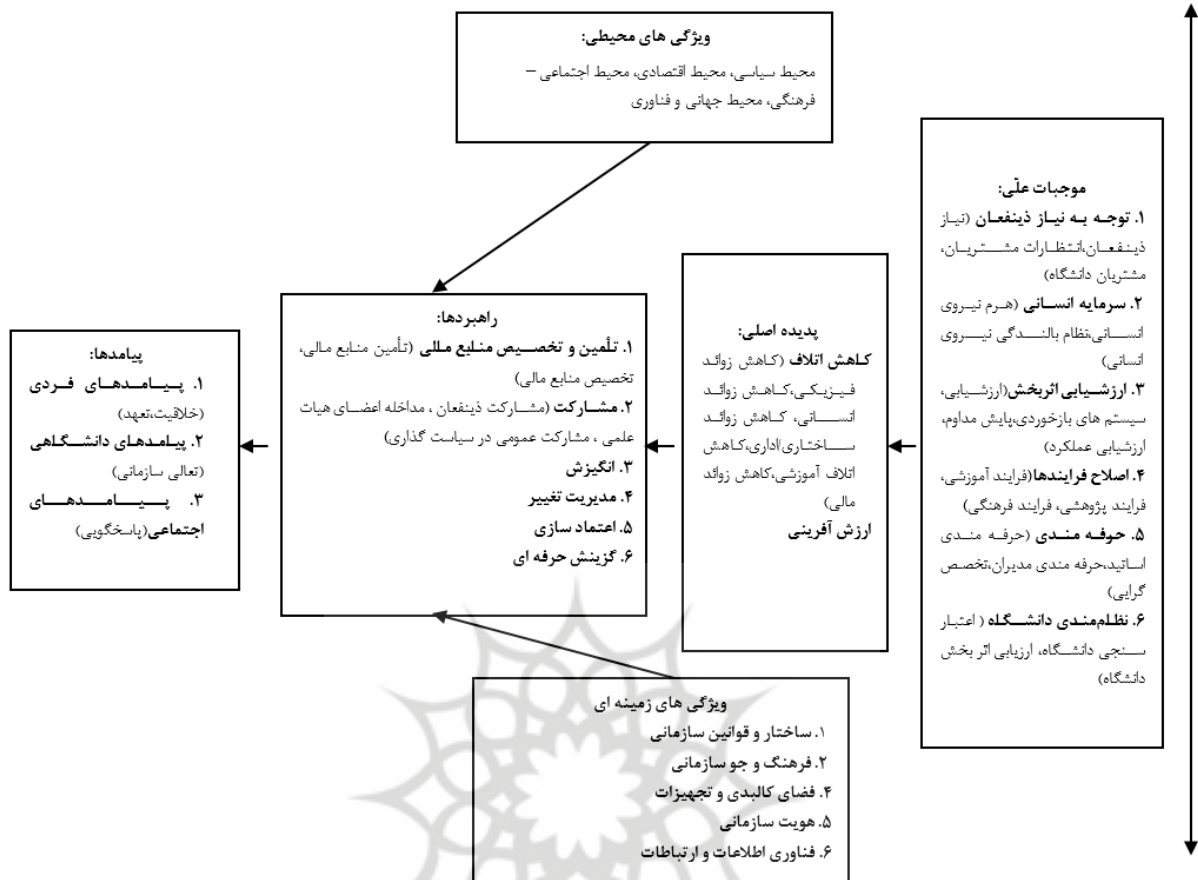 ویژگی های محیطی:
محیط سیاسی، محیط اقتصادی، محیط اجتماعی –
فرهنگی، محیط جهانی و فناوری
موجبات علّی:
۱. توجه به نیاز ذینفعان (نیاز
ذینفعان،انتظارات مشتریان،
مشتریان دانشگاه)
۲. سرمایه انسانی (هرم نیروی
انسانی،نظام بالندگی نیروی
انسانی)
۳. ارزشیابی اثربخش(ارزشیابی،
سیستم های بازخوردی،پایش مداوم،
ارزشیابی عملکرد)
۴. اصلاح فرایندها(فرایند آموزشی،
فرایند پژوهشی، فرایند فرهنگی)
۵. حوفه مندی (حرفه مندی
اساتید،حرفه مندی مدیران،تخصص
گرایی)
۶. نظام‌مندی دانشگاه ( اعتبار
سنجی دانشگاه، ارزیابی اثر بخش
دانشگاه)
پدیده اصلی:
کاهش اتلاف (کاهش زوائد
فیزیکی،کاهش زوائد
انسانی، کاهش زوائد
ساختاری/اداری،کاهش
اتلاف آموزشی،کاهش زوائد
مالی)
ارزش آفرینی
راهبردها:
۱. تأمین و تخصیص منابع مالی (تأمین منابع مالی،
تخصیص منابع مالی)
۲. مشارکت (مشارکت ذینفعان ، مداخله اعضای هیات
علمی ، مشارکت عمومی در سیاست گذاری)
۳. انگیزش
۴. مدیریت تغییر
۵. اعتماد سازی
۶. گزینش حرفه ای
پیامدها:
۱. پیامدهای فردی
(خلاقیت،تعهد)
۲. پیامدهای دانشگاهی
(تعالی سازمانی)
۳. پیامدهای
اجتماعی(پاسخگویی)
ویژگی های زمینه ای
۱. ساختار و قوانین سازمانی
۲. فرهنگ و جو سازمانی
۴. فضای کالبدی و تجهیزات
۵. هویت سازمانی
۶. فناوری اطلاعات و ارتباطات